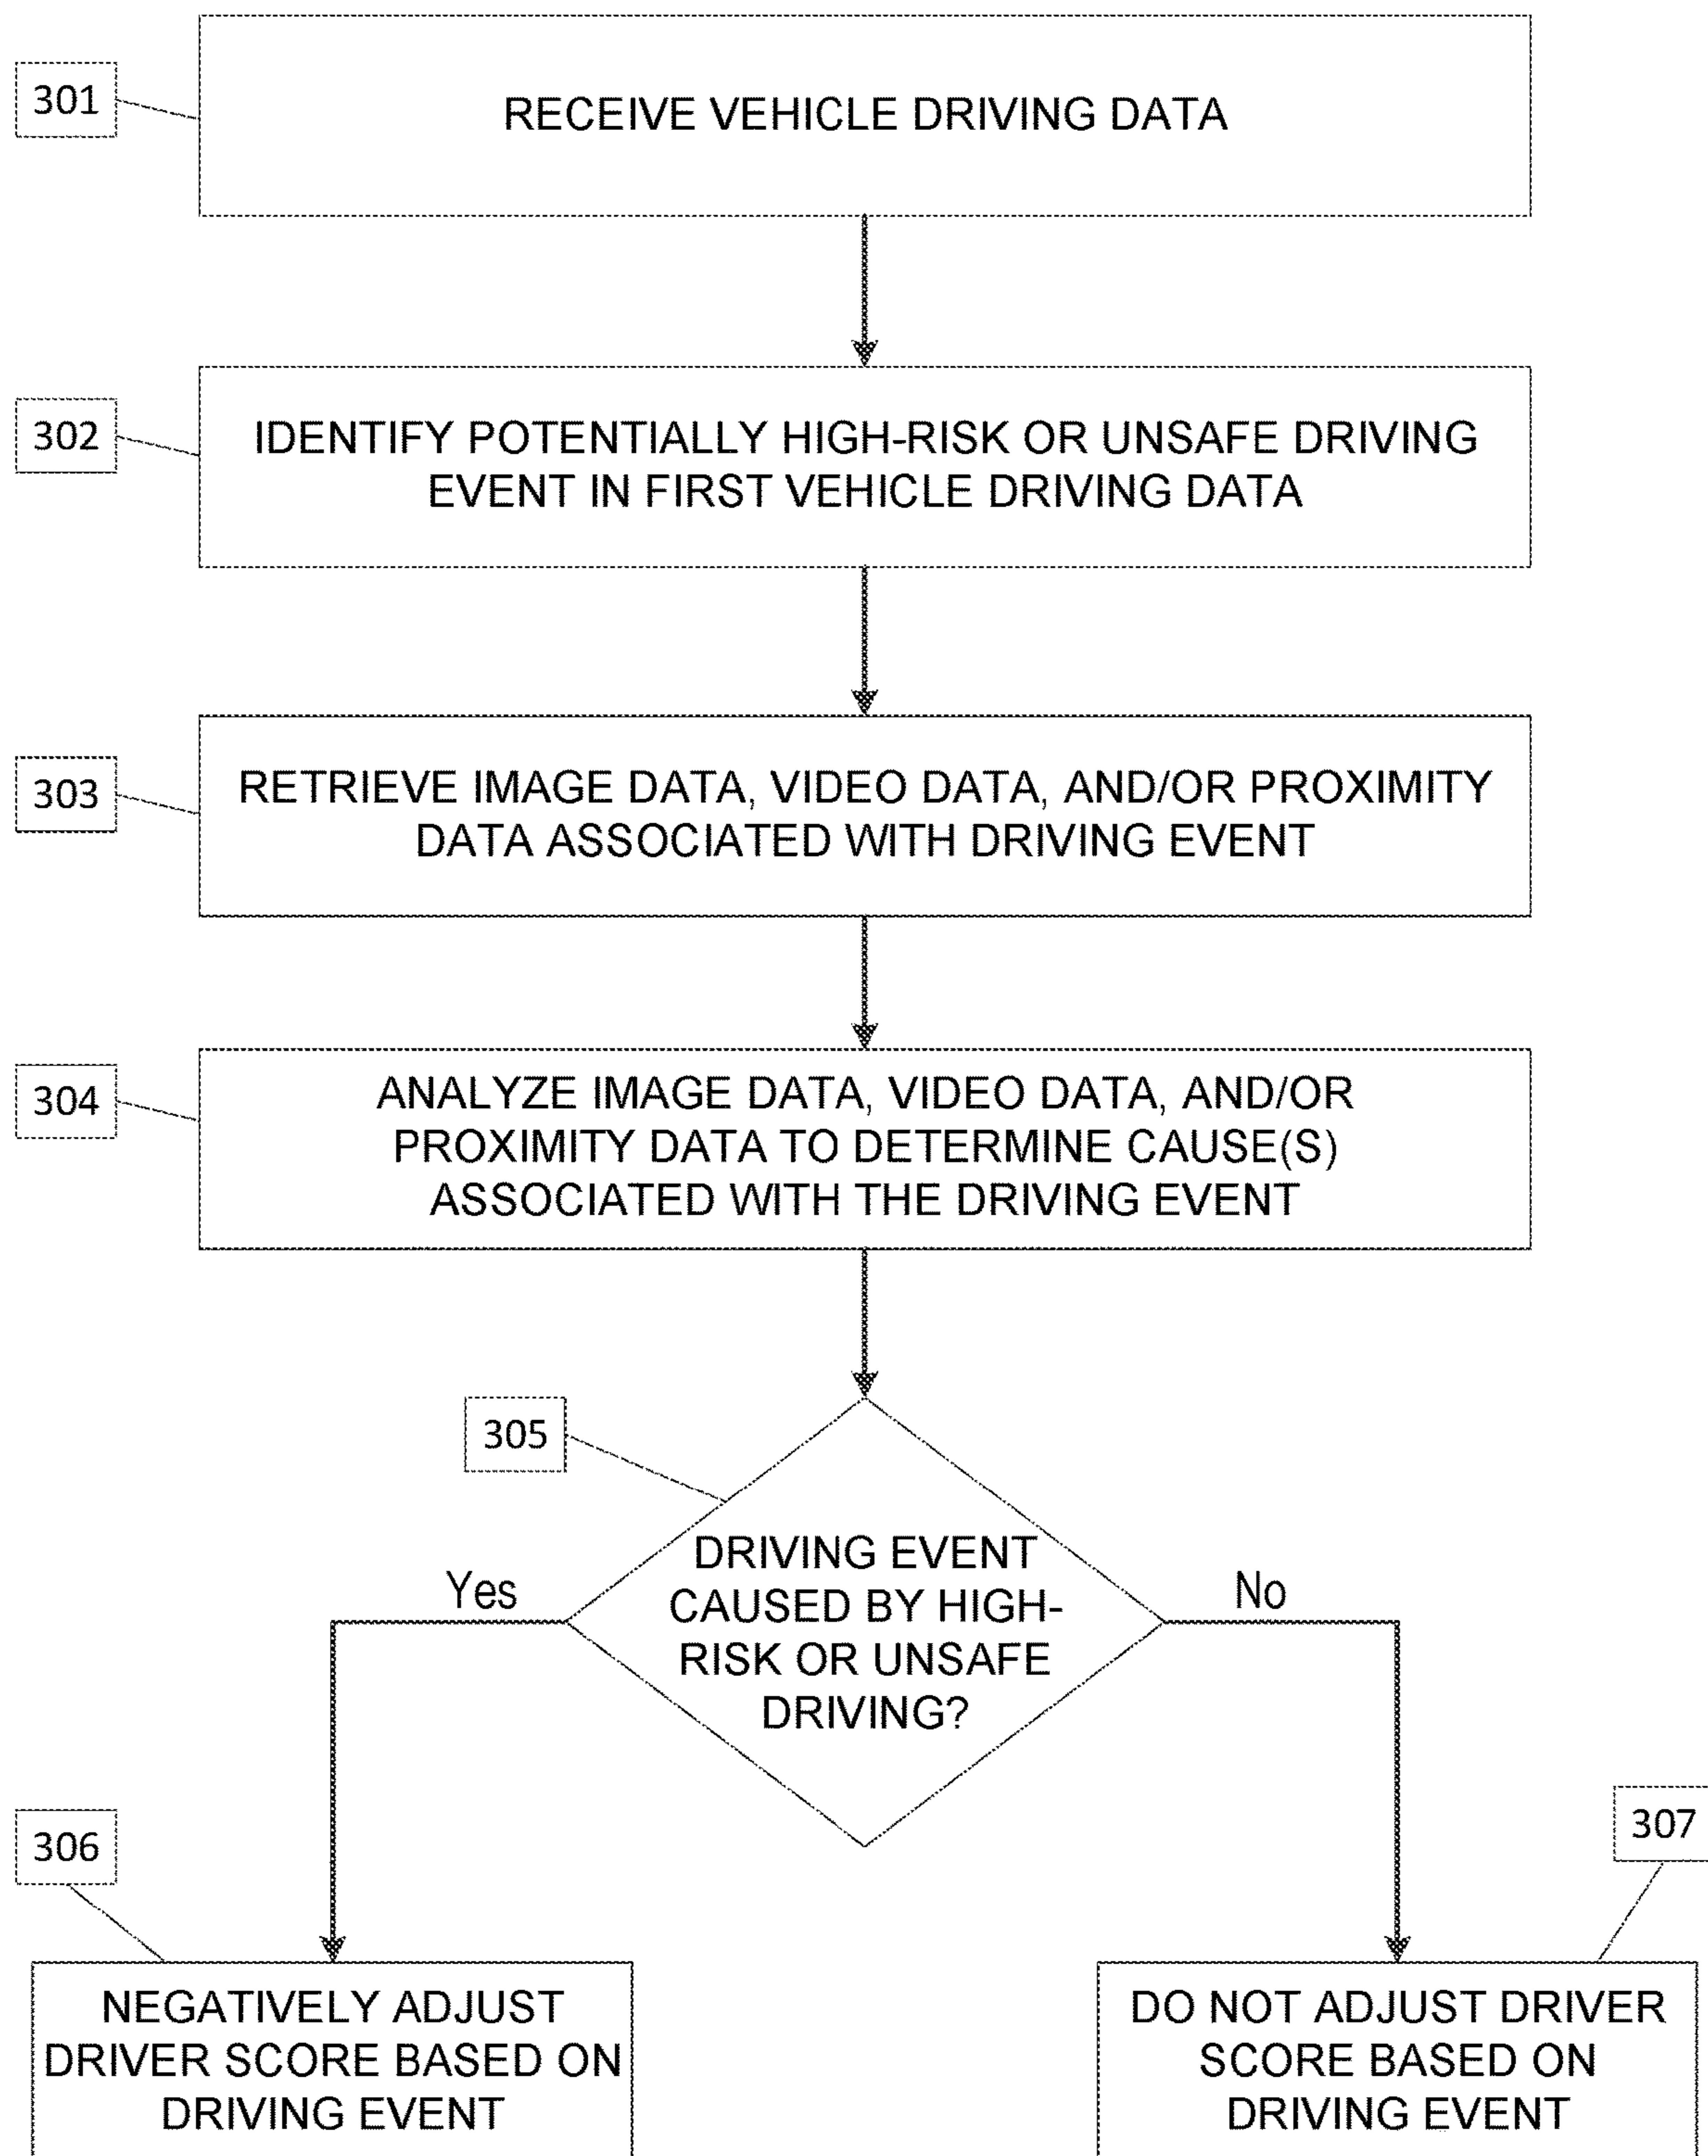 301
RECEIVE VEHICLE DRIVING DATA
302
IDENTIFY POTENTIALLY HIGH-RISK OR UNSAFE DRIVING
EVENT IN FIRST VEHICLE DRIVING DATA
303
RETRIEVE IMAGE DATA, VIDEO DATA, AND/OR PROXIMITY
DATA ASSOCIATED WITH DRIVING EVENT
304
ANALYZE IMAGE DATA, VIDEO DATA, AND/OR
PROXIMITY DATA TO DETERMINE CAUSE(S)
ASSOCIATED WITH THE DRIVING EVENT
305
DRIVING EVENT
CAUSED BY HIGH-
RISK OR UNSAFE
DRIVING?
Yes
No
306
NEGATIVELY ADJUST
DRIVER SCORE BASED ON
DRIVING EVENT
307
DO NOT ADJUST DRIVER
SCORE BASED ON
DRIVING EVENT